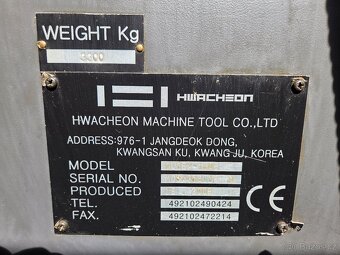 WEIGHT Kg
HWACHEON
HWACHEON MACHINE TOOL CO.,LTD
ADDRESS:976-1 JANGDEOK DONG,
KWANGSAN KU, KWANG JU, KOREA
MODEL
SERIAL NO.
PRODUCED
TEL. 492102490424
FAX. 492102472214
CE